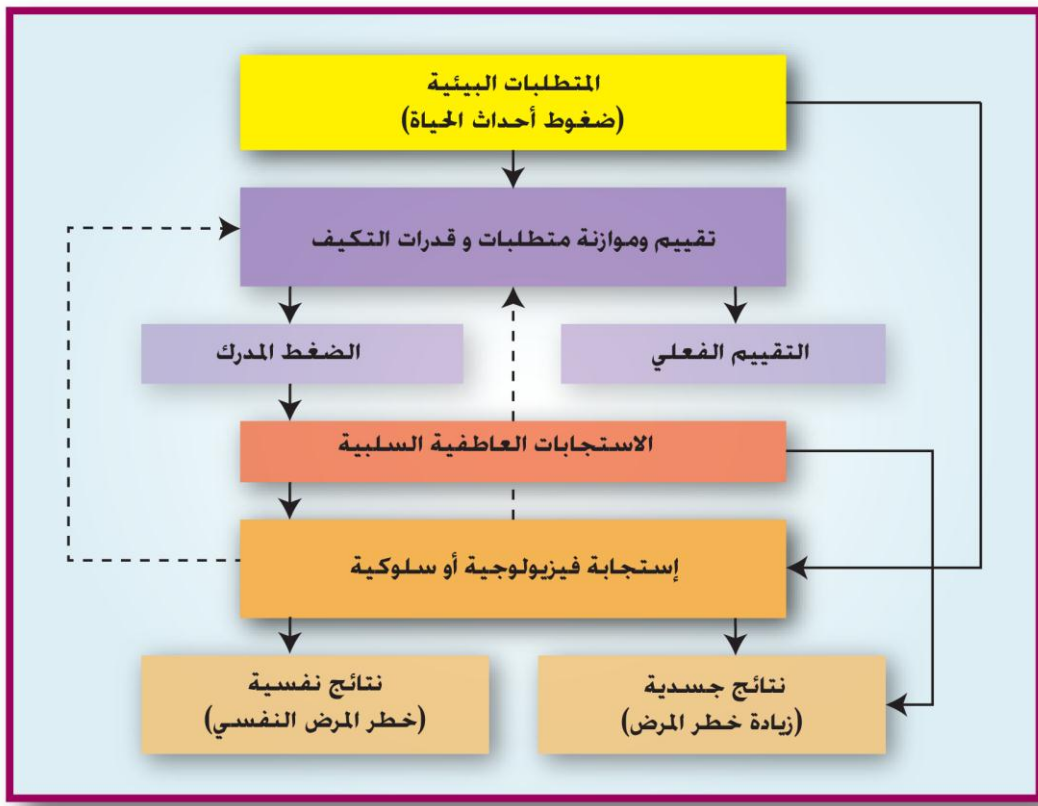 المتطلبات البيئية
(ضغوط أحداث الحياة)
تقييم وموازنة متطلبات و قدرات التكيف
الضغط المدرك
التقييم الفعلي
الاستجابات العاطفية السلبية
إستجابة فيزيولوجية أو سلوكية
نتائج جسدية
(زيادة خطر المرض)
نتائج نفسية
(خطر المرض النفسي)